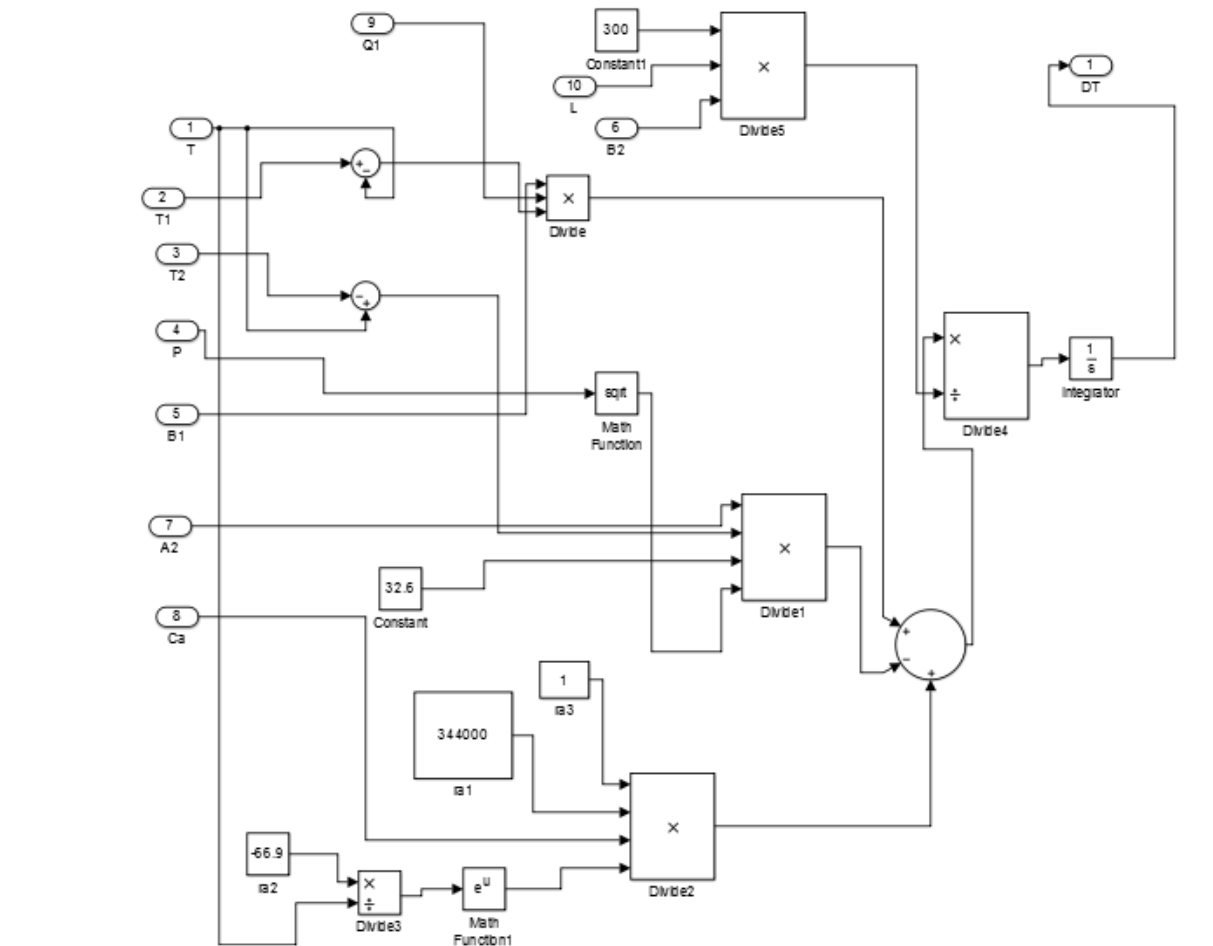 9
Q1
300
Constant1
10
L
6
B2
×
Divide5
1
DT
1
T
+
−
2
T1
×
Divide
3
T2
−
+
4
P
sqrt
Math
Function
5
B1
×
÷
Divide4
1
s
Integrator
7
A2
×
Divide1
32.6
Constant
8
Ca
+
−
+
1
ra3
344000
ra1
×
Divide2
-66.9
ra2
×
÷
Divide3
eu
Math
Function1